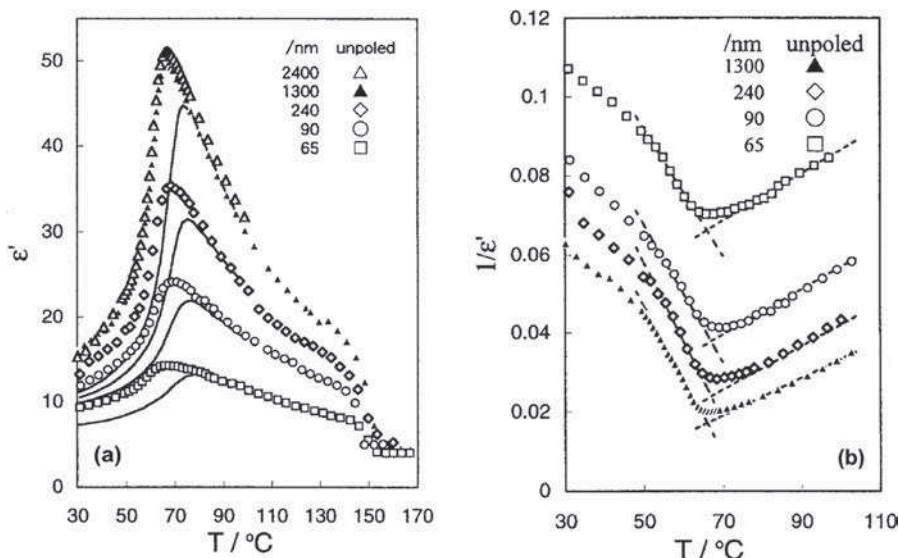 /nm unpoled
2400 △
1300 ▲
240 ◇
90 ○
65 □
50
40
30
20
10
0
ε'
30 50 70 90 110 130 150 170
T / °C
(a)
/nm unpoled
1300 ▲
240 ◇
90 ○
65 □
0.12
0.1
0.08
0.06
0.04
0.02
0
1/ε'
30 50 70 90 110
T / °C
(b)